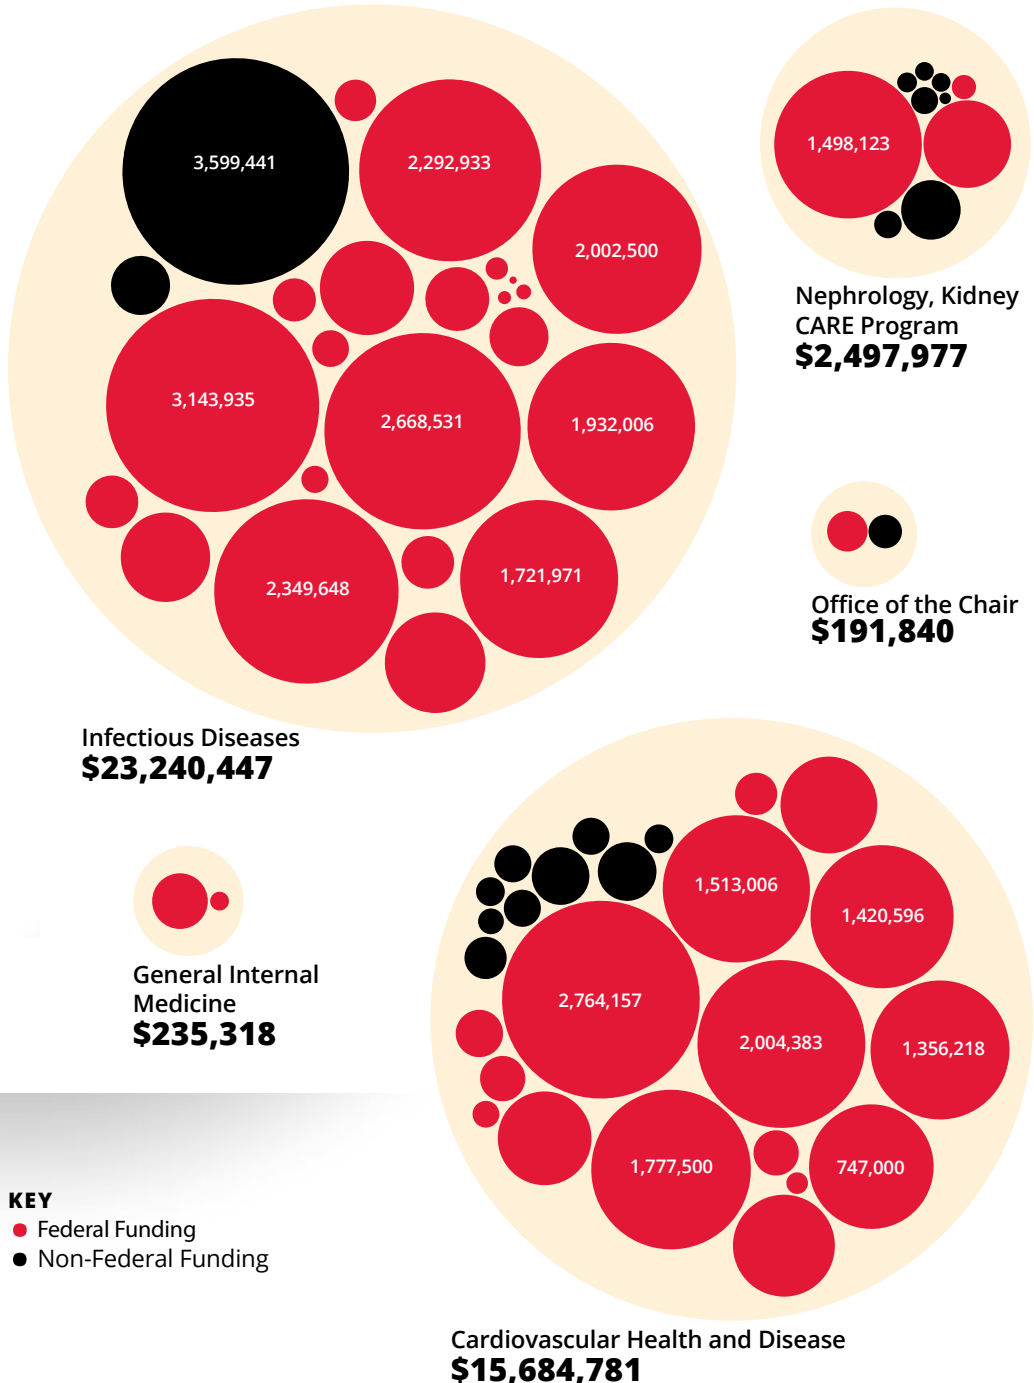 3,599,441
2,292,933
2,002,500
3,143,935
2,668,531
1,932,006
2,349,648
1,721,971
Infectious Diseases
$23,240,447
1,498,123
Nephrology, Kidney
CARE Program
$2,497,977
Office of the Chair
$191,840
General Internal
Medicine
$235,318
1,513,006
1,420,596
2,764,157
2,004,383
1,356,218
1,777,500
747,000
Cardiovascular Health and Disease
$15,684,781
KEY
Federal Funding
Non-Federal Funding